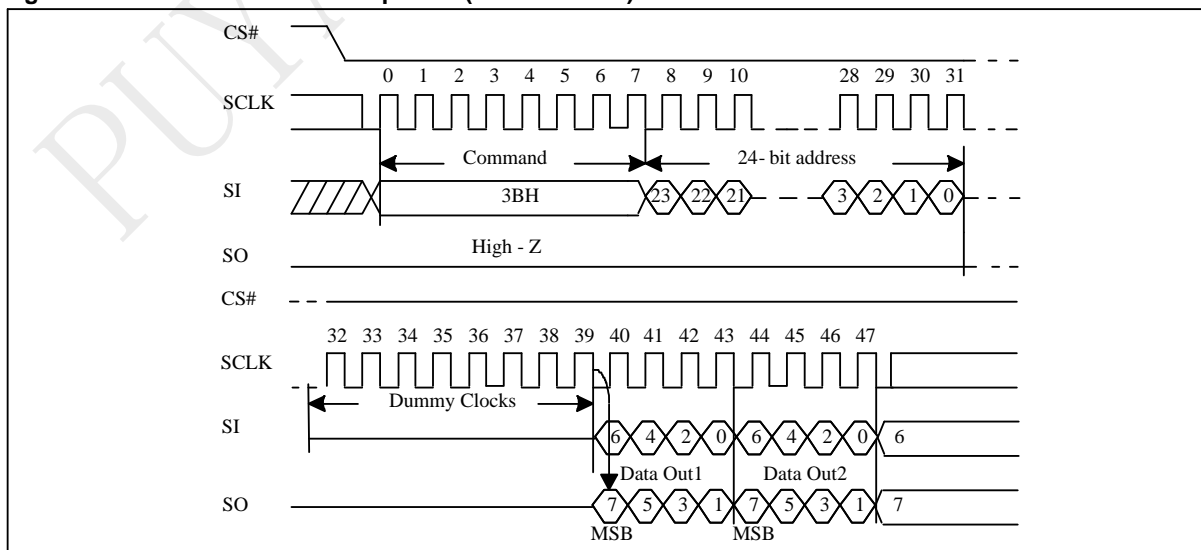 PUYA
CS#
0 1 2 3 4 5 6 7 8 9 10 28 29 30 31
SCLK
Command 24- bit address
SI 3BH 23 22 21 3 2 1 0
High - Z
SO
CS#
32 33 34 35 36 37 38 39 40 41 42 43 44 45 46 47
SCLK
Dummy Clocks
SI 6 4 2 0 6 4 2 0 6
Data Out1 Data Out2
SO 7 5 3 1 7 5 3 1 7
MSB MSB